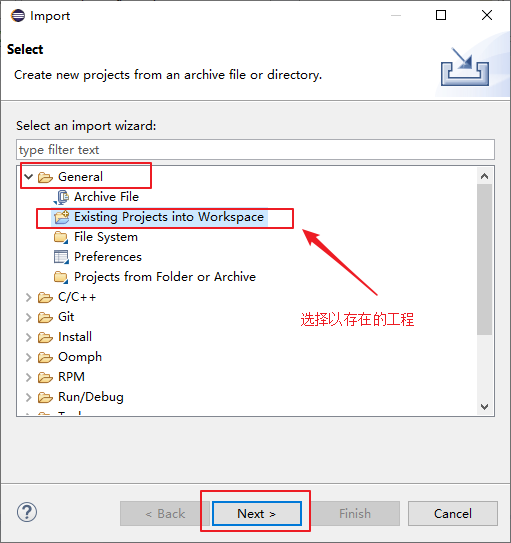 Import
Select
Create new projects from an archive file or directory.
Select an import wizard:
type filter text
General
Archive File
Existing Projects into Workspace
File System
Preferences
Projects from Folder or Archive
选择以存在的工程
C/C++
Git
Install
Oomph
RPM
Run/Debug
?
< Back
Next >
Finish
Cancel